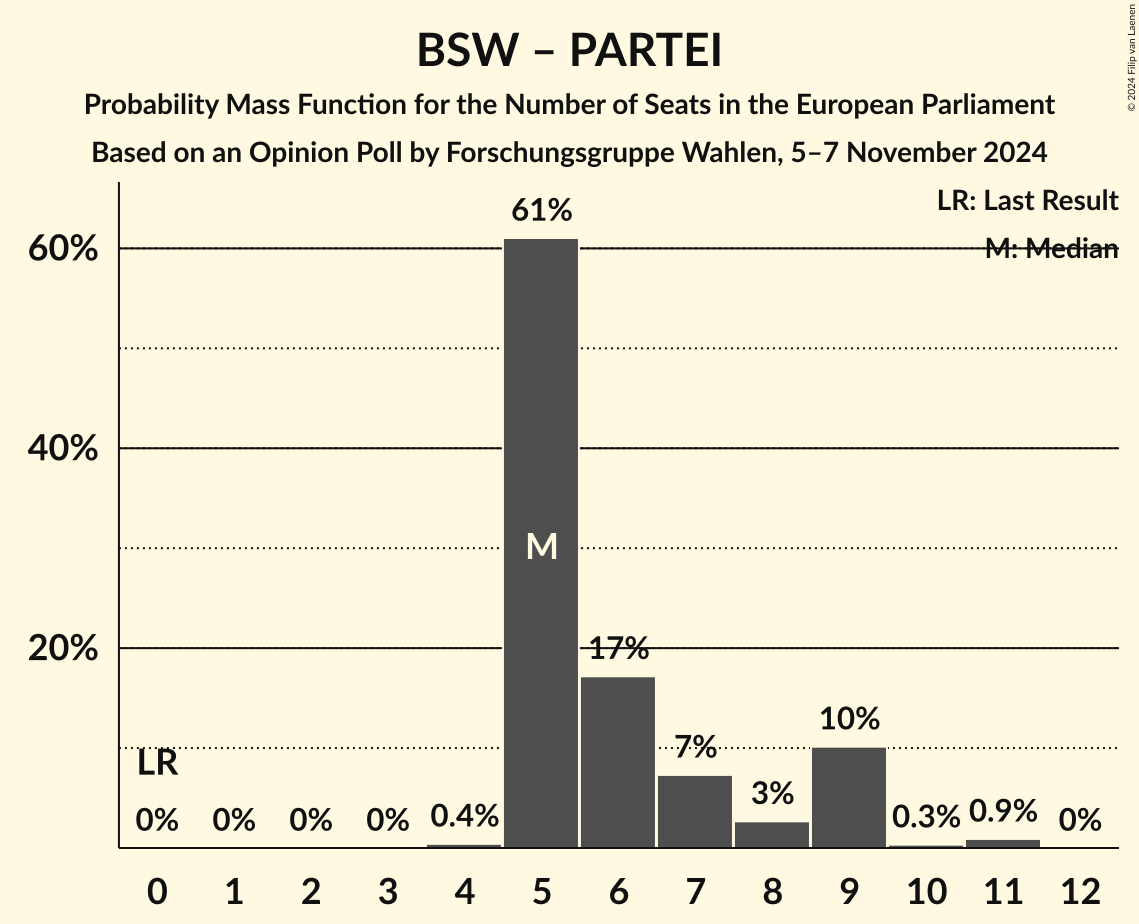 BSW – PARTEI
Probability Mass Function for the Number of Seats in the European Parliament
Based on an Opinion Poll by Forschungsgruppe Wahlen, 5–7 November 2024
© 2024 Filip van Laenen
LR: Last Result
M: Median
60%
40%
20%
61%
M
17%
7%
3%
10%
LR
0% 0% 0% 0% 0.4% 0.3% 0.9% 0%
0 1 2 3 4 5 6 7 8 9 10 11 12